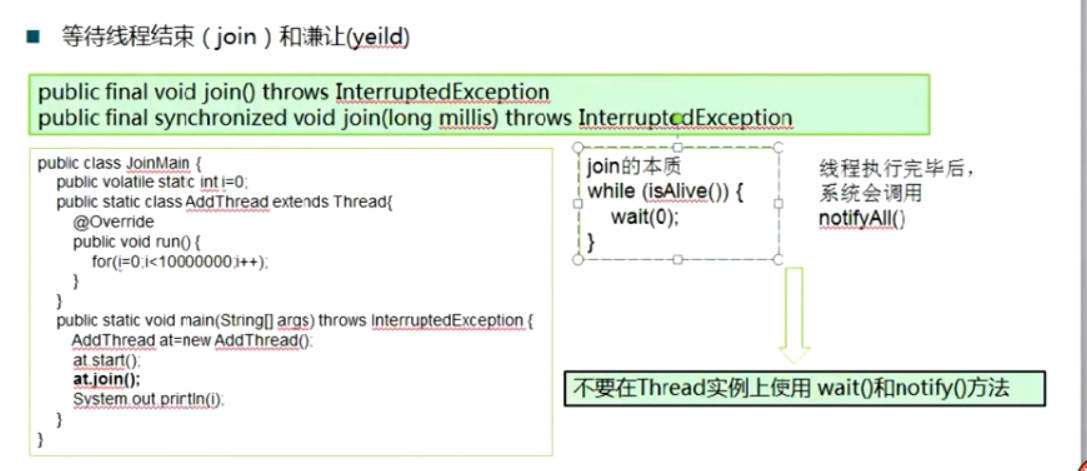 等待线程结束（join）和谦让(yeild)
public final void join() throws InterruptedException
public final synchronized void join(long millis) throws InterruptedException
public class JoinMain {
public volatile static int i=0;
public static class AddThread extends Thread{
@Override
public void run() {
for(i=0;i<10000000;i++);
}
}
public static void main(String[] args) throws InterruptedException {
AddThread at=new AddThread();
at.start();
at.join();
System.out.println(i);
}
}
join的本质
while (isAlive()) {
wait(0);
}
线程执行完毕后，
系统会调用
notifyAll()
不要在Thread实例上使用 wait()和notify()方法